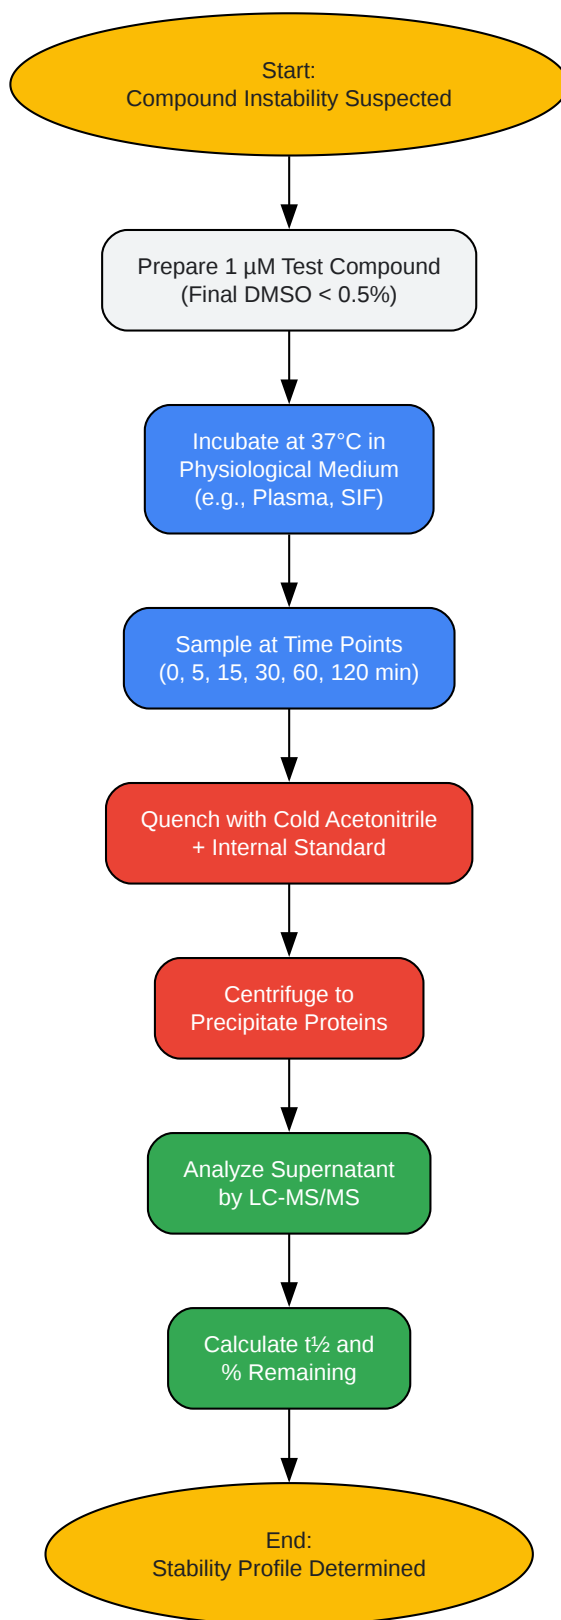 Start:
Compound Instability Suspected
Prepare 1 µM Test Compound
(Final DMSO < 0.5%)
Incubate at 37°C in
Physiological Medium
(e.g., Plasma, SIF)
Sample at Time Points
(0, 5, 15, 30, 60, 120 min)
Quench with Cold Acetonitrile
+ Internal Standard
Centrifuge to
Precipitate Proteins
Analyze Supernatant
by LC-MS/MS
Calculate t½ and
% Remaining
End:
Stability Profile Determined